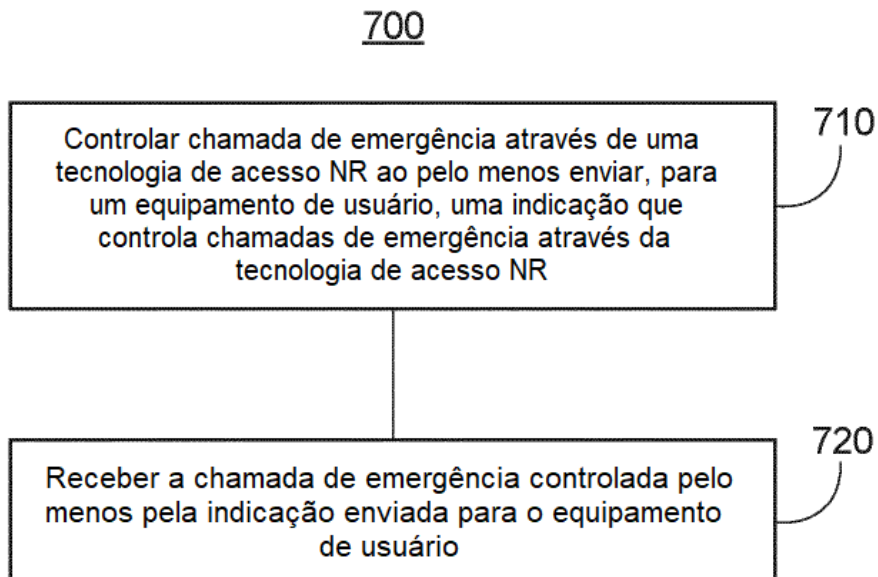 700
710
Controlar chamada de emergência através de uma
tecnologia de acesso NR ao pelo menos enviar, para
um equipamento de usuário, uma indicação que
controla chamadas de emergência através da
tecnologia de acesso NR
720
Receber a chamada de emergência controlada pelo
menos pela indicação enviada para o equipamento
de usuário